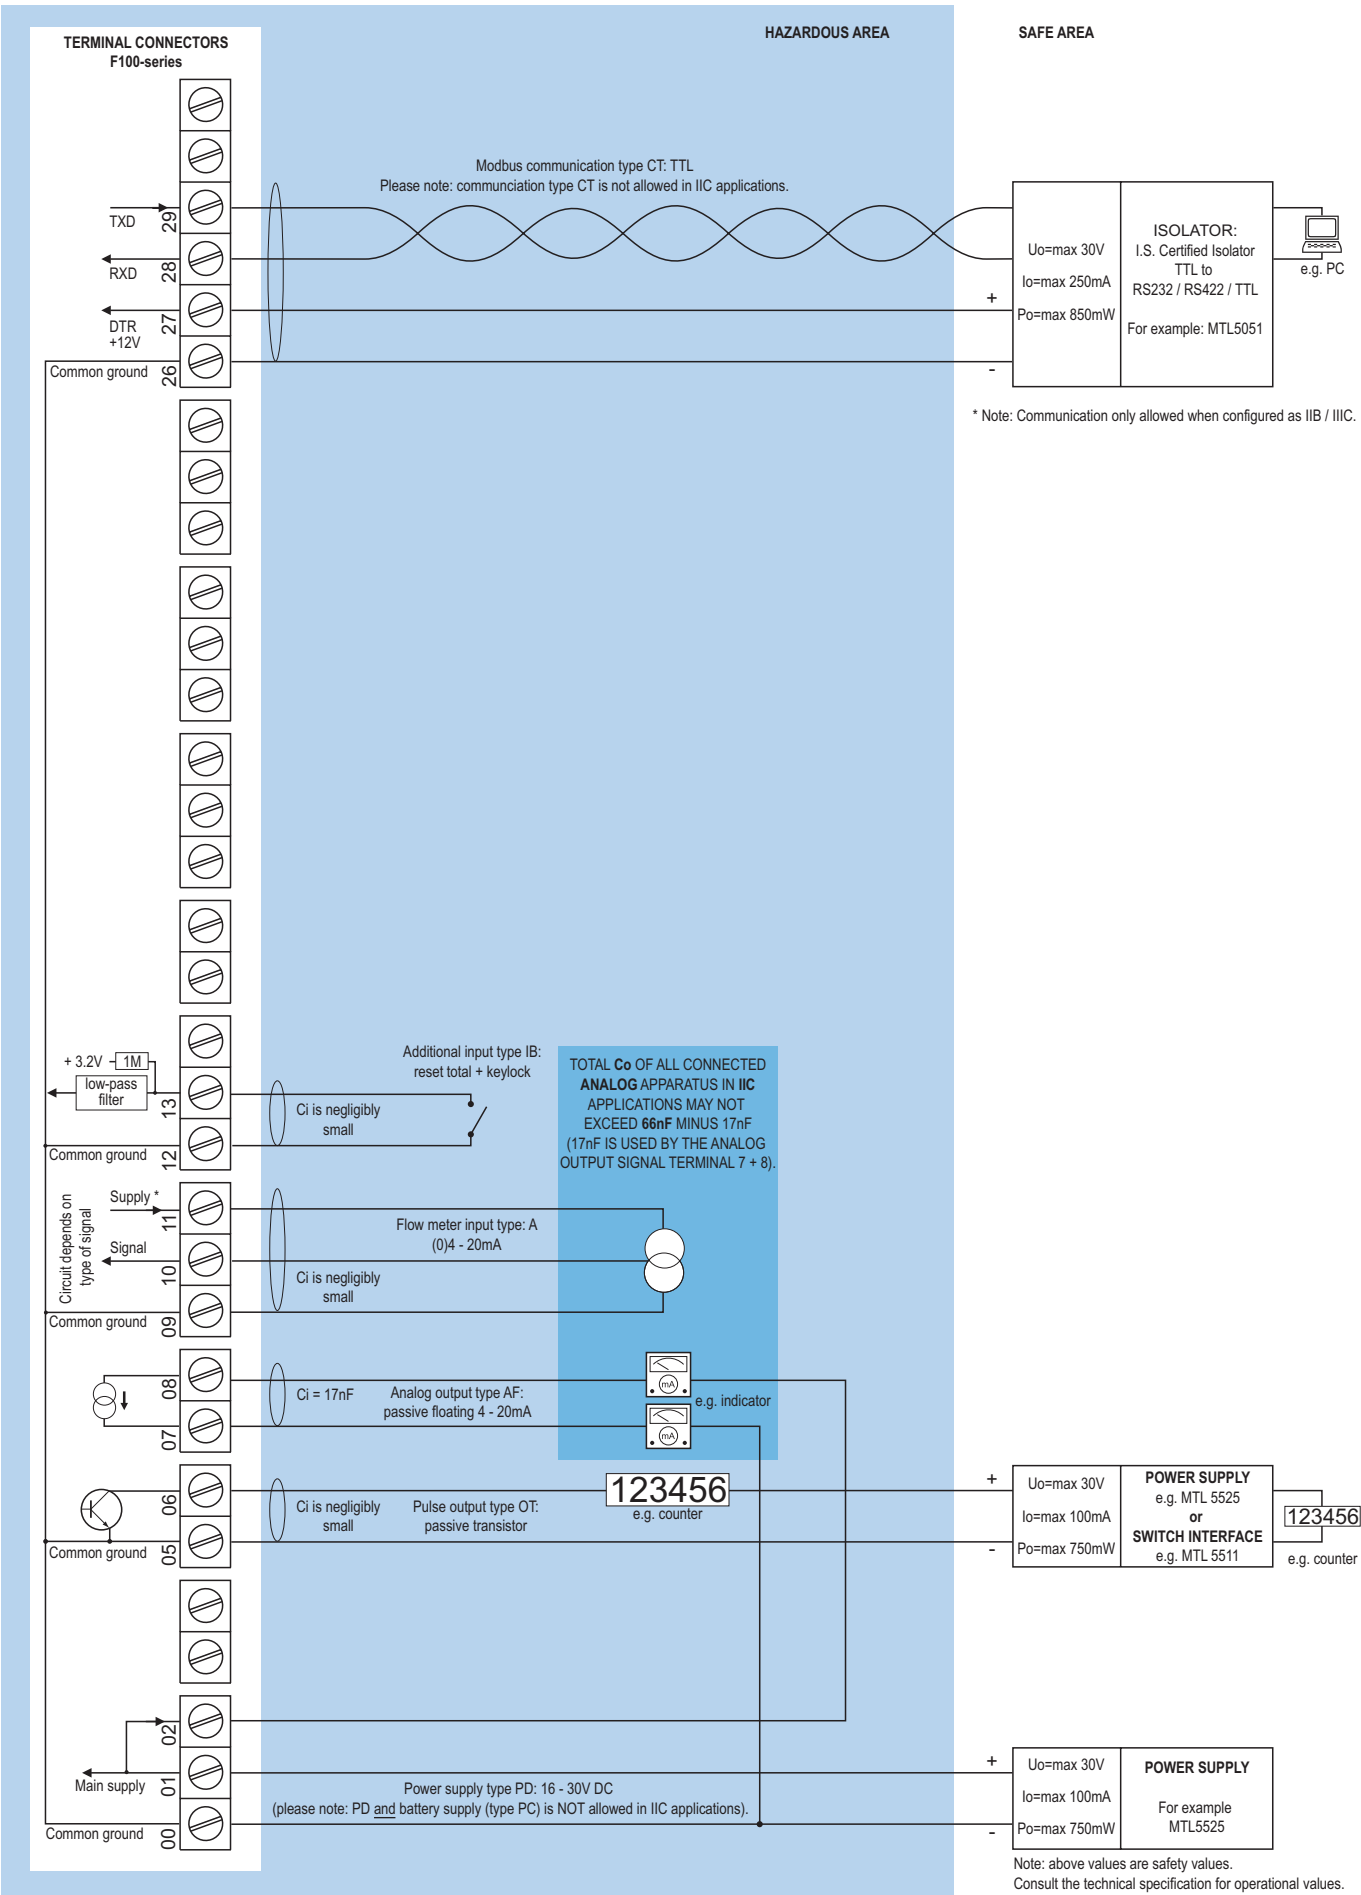 HAZARDOUS AREA
SAFE AREA
TERMINAL CONNECTORS
F100-series
Modbus communication type CT: TTL
Please note: communciation type CT is not allowed in IIC applications.
TXD
29
RXD
28
DTR
+12V
27
Common ground
26
+
-
Uo=max 30V
Io=max 250mA
Po=max 850mW
ISOLATOR:
I.S. Certified Isolator
TTL to
RS232 / RS422 / TTL
For example: MTL5051
e.g. PC
* Note: Communication only allowed when configured as IIB / IIIC.
+ 3.2V
1M
low-pass
filter
13
Common ground
12
Ci is negligibly
small
Additional input type IB:
reset total + keylock
TOTAL Co OF ALL CONNECTED
ANALOG APPARATUS IN IIC
APPLICATIONS MAY NOT
EXCEED 66nF MINUS 17nF
(17nF IS USED BY THE ANALOG
OUTPUT SIGNAL TERMINAL 7 + 8).
Circuit depends on
type of signal
Supply *
11
Signal
10
Common ground
09
Flow meter input type: A
(0)4 - 20mA
Ci is negligibly
small
08
07
Ci = 17nF
Analog output type AF:
passive floating 4 - 20mA
mA
e.g. indicator
mA
06
Common ground
05
Ci is negligibly
small
Pulse output type OT:
passive transistor
123456
e.g. counter
+
-
Uo=max 30V
Io=max 100mA
Po=max 750mW
POWER SUPPLY
e.g. MTL 5525
or
SWITCH INTERFACE
e.g. MTL 5511
123456
e.g. counter
02
Main supply
01
Common ground
00
Power supply type PD: 16 - 30V DC
(please note: PD and battery supply (type PC) is NOT allowed in IIC applications).
+
-
Uo=max 30V
Io=max 100mA
Po=max 750mW
POWER SUPPLY
For example
MTL5525
Note: above values are safety values.
Consult the technical specification for operational values.